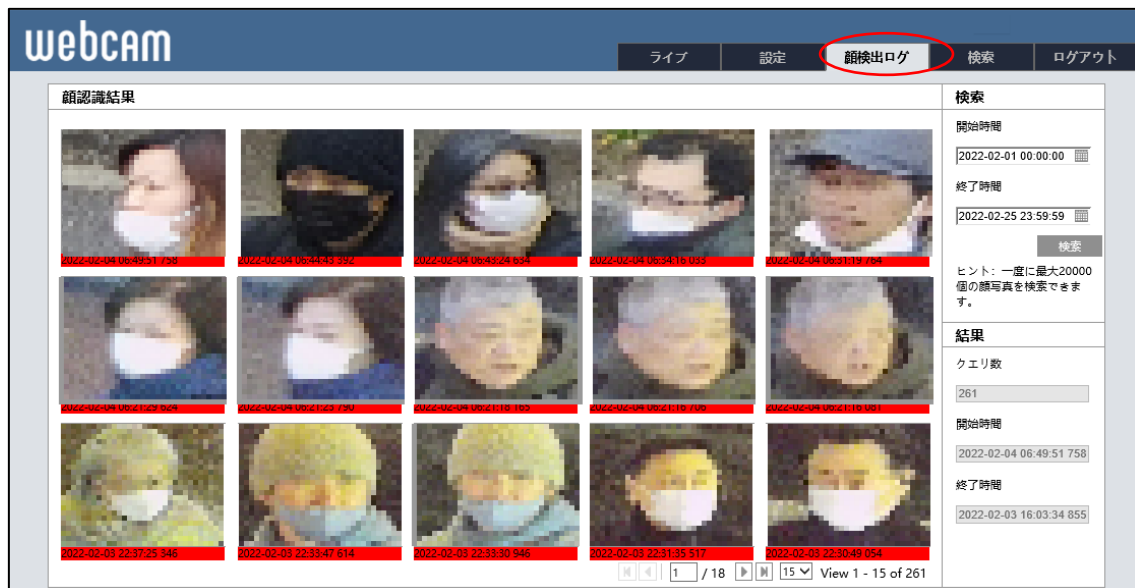 webcam
ライブ 設定 顔検出ログ 検索 ログアウト
顔認識結果
2022-02-04 06:49:51 758 2022-02-04 06:44:43 392 2022-02-04 06:43:24 634 2022-02-04 06:34:16 033 2022-02-04 06:31:19 764
2022-02-04 06:21:29 624 2022-02-04 06:21:23 790 2022-02-04 06:21:18 165 2022-02-04 06:21:16 706 2022-02-04 06:21:16 081
2022-02-03 22:37:25 346 2022-02-03 22:33:47 614 2022-02-03 22:33:30 946 2022-02-03 22:31:35 517 2022-02-03 22:30:49 054
1 / 18 15 View 1 - 15 of 261
検索
開始時間
2022-02-01 00:00:00
終了時間
2022-02-25 23:59:59
検索
ヒント: 一度に最大20000
個の顔写真を検索できま
す。
結果
クエリ数
261
開始時間
2022-02-04 06:49:51 758
終了時間
2022-02-03 16:03:34 855